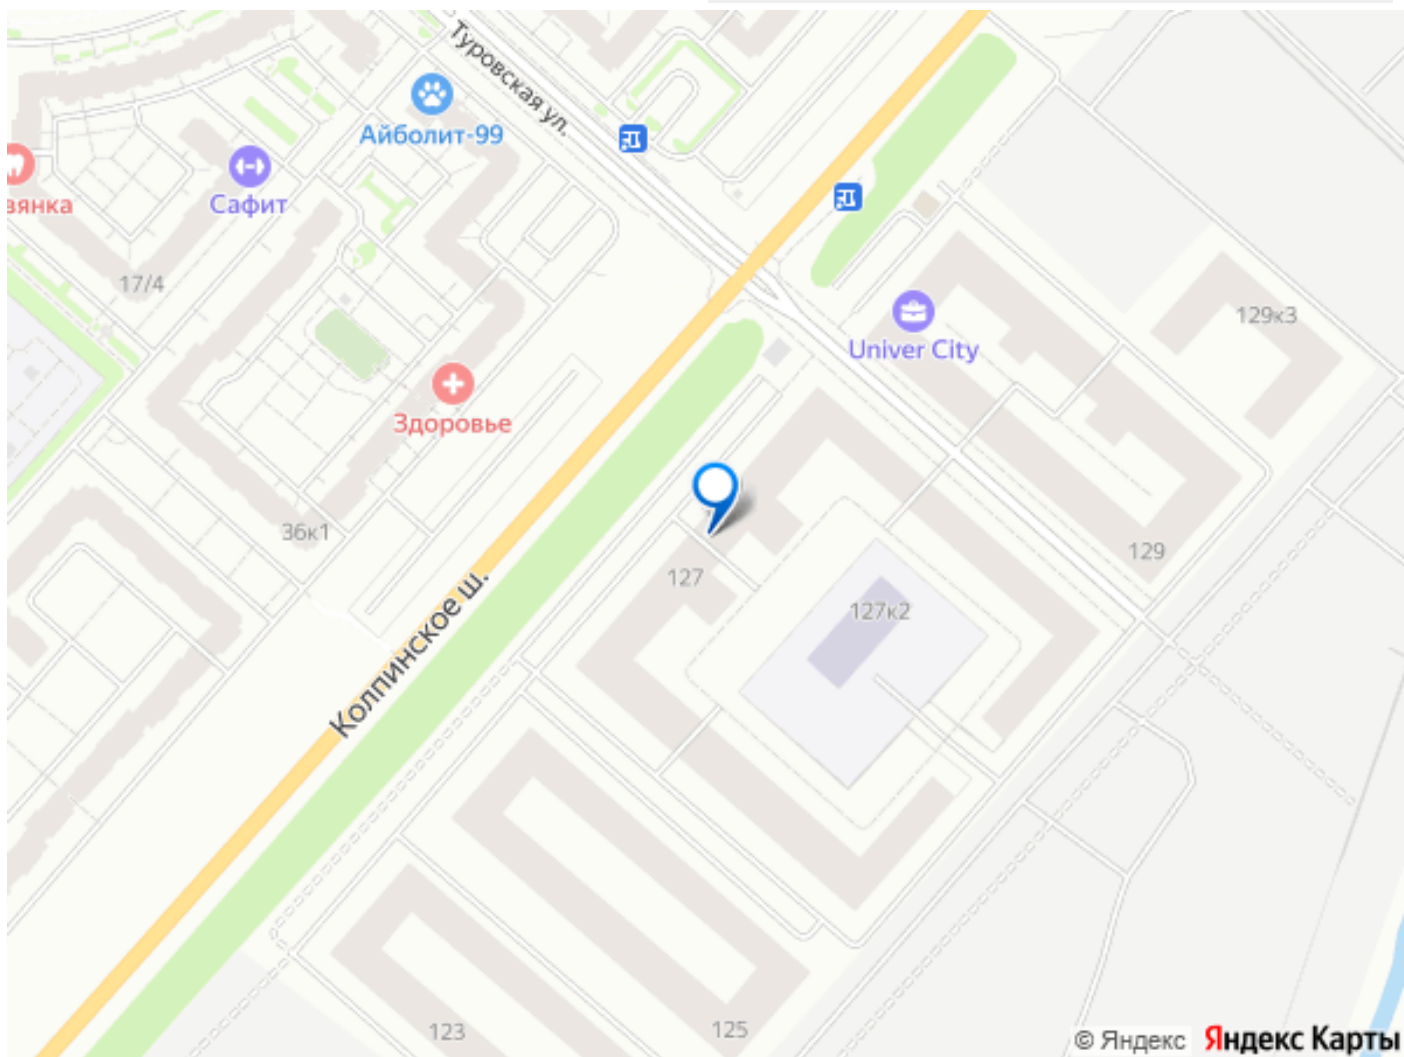 Туровская ул.
Айболит-99
вянка
Сафит
17/4
129к3
Univer City
Здоровье
36к1
129
127
127к2
Колпинское ш.
123
125
© Яндекс Яндекс Карты